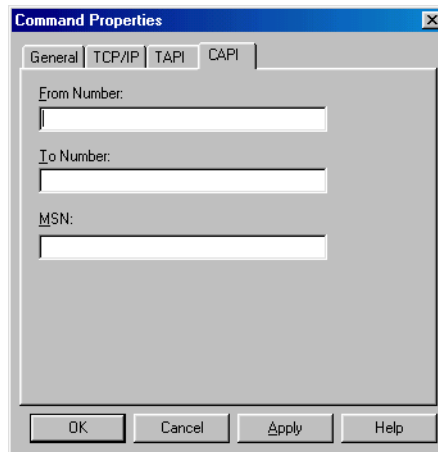 Command Properties
General TCP/IP TAPI CAPI
From Number:
To Number:
MSN:
OK Cancel Apply Help